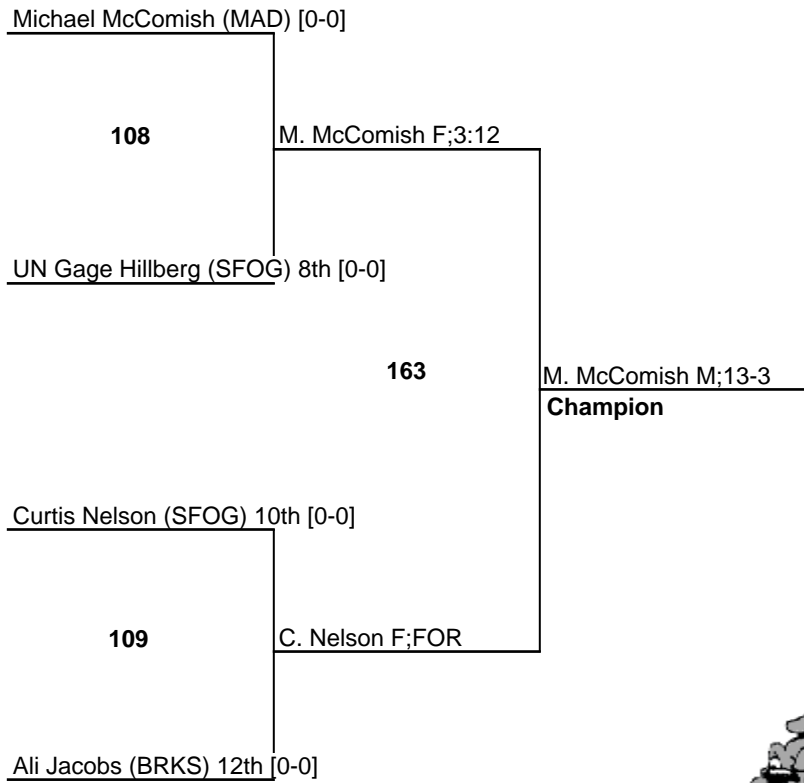 Michael McComish (MAD) [0-0]
108
M. McComish F;3:12
UN Gage Hillberg (SFOG) 8th [0-0]
163
M. McComish M;13-3
Champion
Curtis Nelson (SFOG) 10th [0-0]
109
C. Nelson F;FOR
Ali Jacobs (BRKS) 12th [0-0]